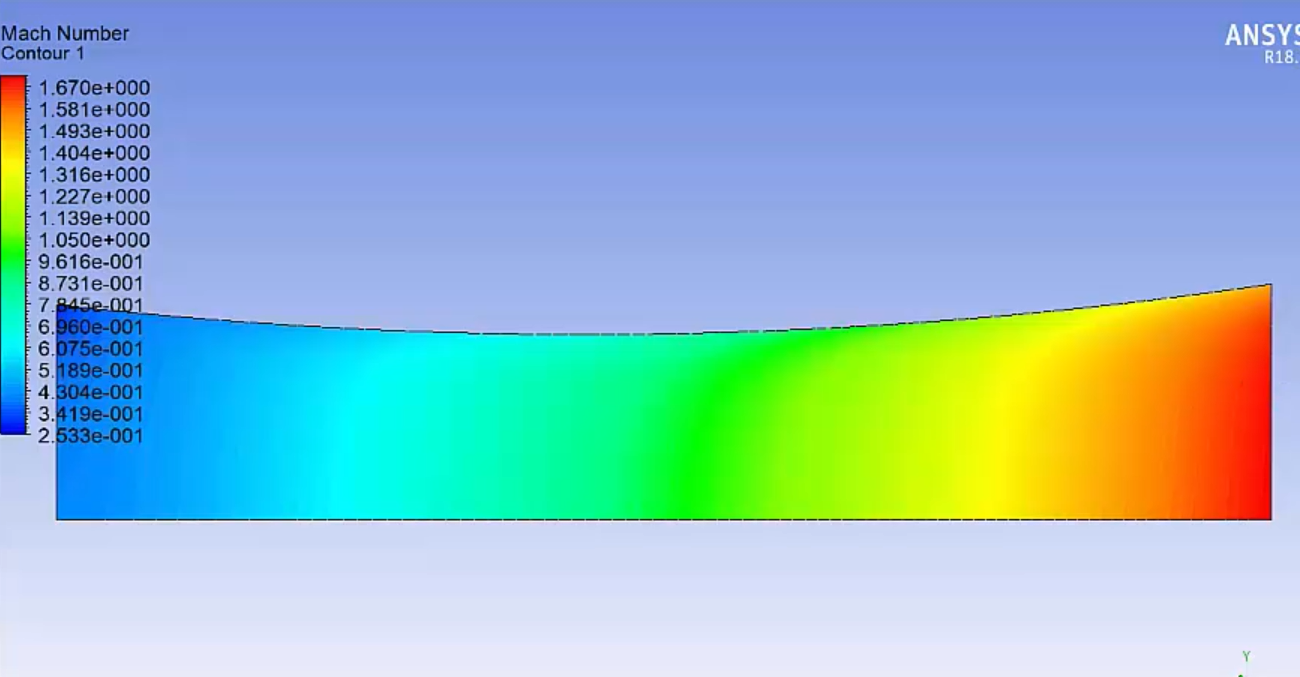 Mach Number
Contour 1
1.670e+000
1.581e+000
1.493e+000
1.404e+000
1.316e+000
1.227e+000
1.139e+000
1.050e+000
9.616e-001
8.731e-001
7.845e-001
6.960e-001
6.075e-001
5.189e-001
4.304e-001
3.419e-001
2.533e-001
ANSYS
R18.
Y